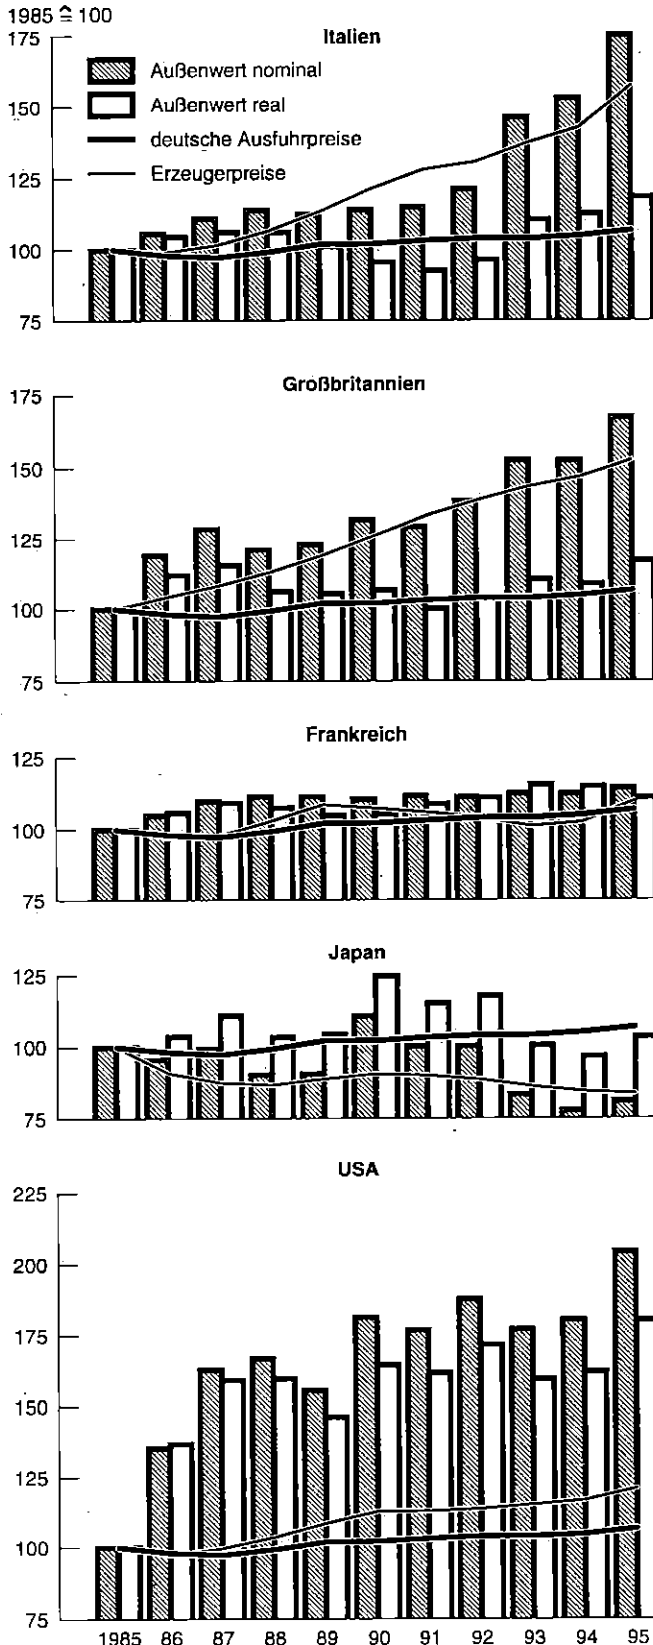 1985 ≙ 100
Italien
175
Außenwert nominal
150
Außenwert real
deutsche Ausfuhrpreise
125
Erzeugerpreise
100
75
Großbritannien
175
150
125
100
75
Frankreich
125
100
75
Japan
125
100
75
USA
225
200
175
150
125
100
75
1985 86 87 88 89 90 91 92 93 94 95